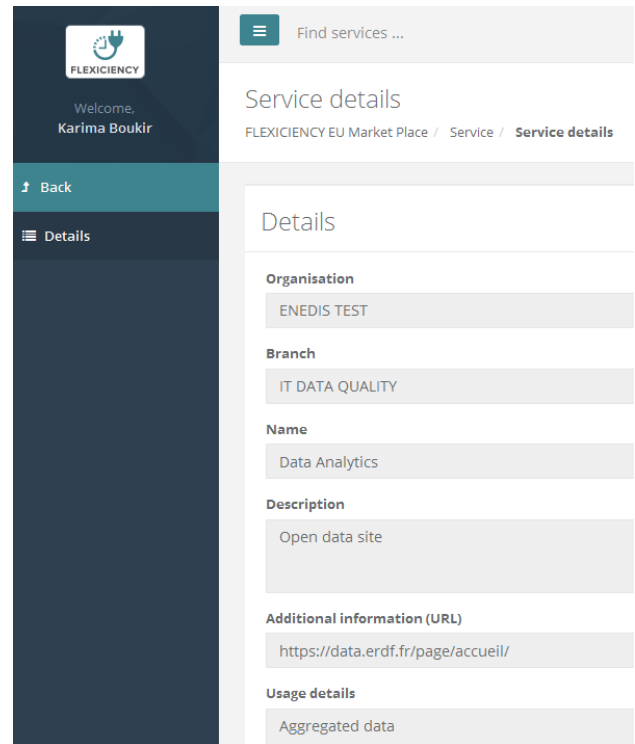 FLEXICIENCY
Welcome,
Karima Boukir
Back
Details
Find services ...
Service details
FLEXICIENCY EU Market Place / Service / Service details
Details
Organisation
ENEDIS TEST
Branch
IT DATA QUALITY
Name
Data Analytics
Description
Open data site
Additional information (URL)
https://data.erdf.fr/page/accueil/
Usage details
Aggregated data